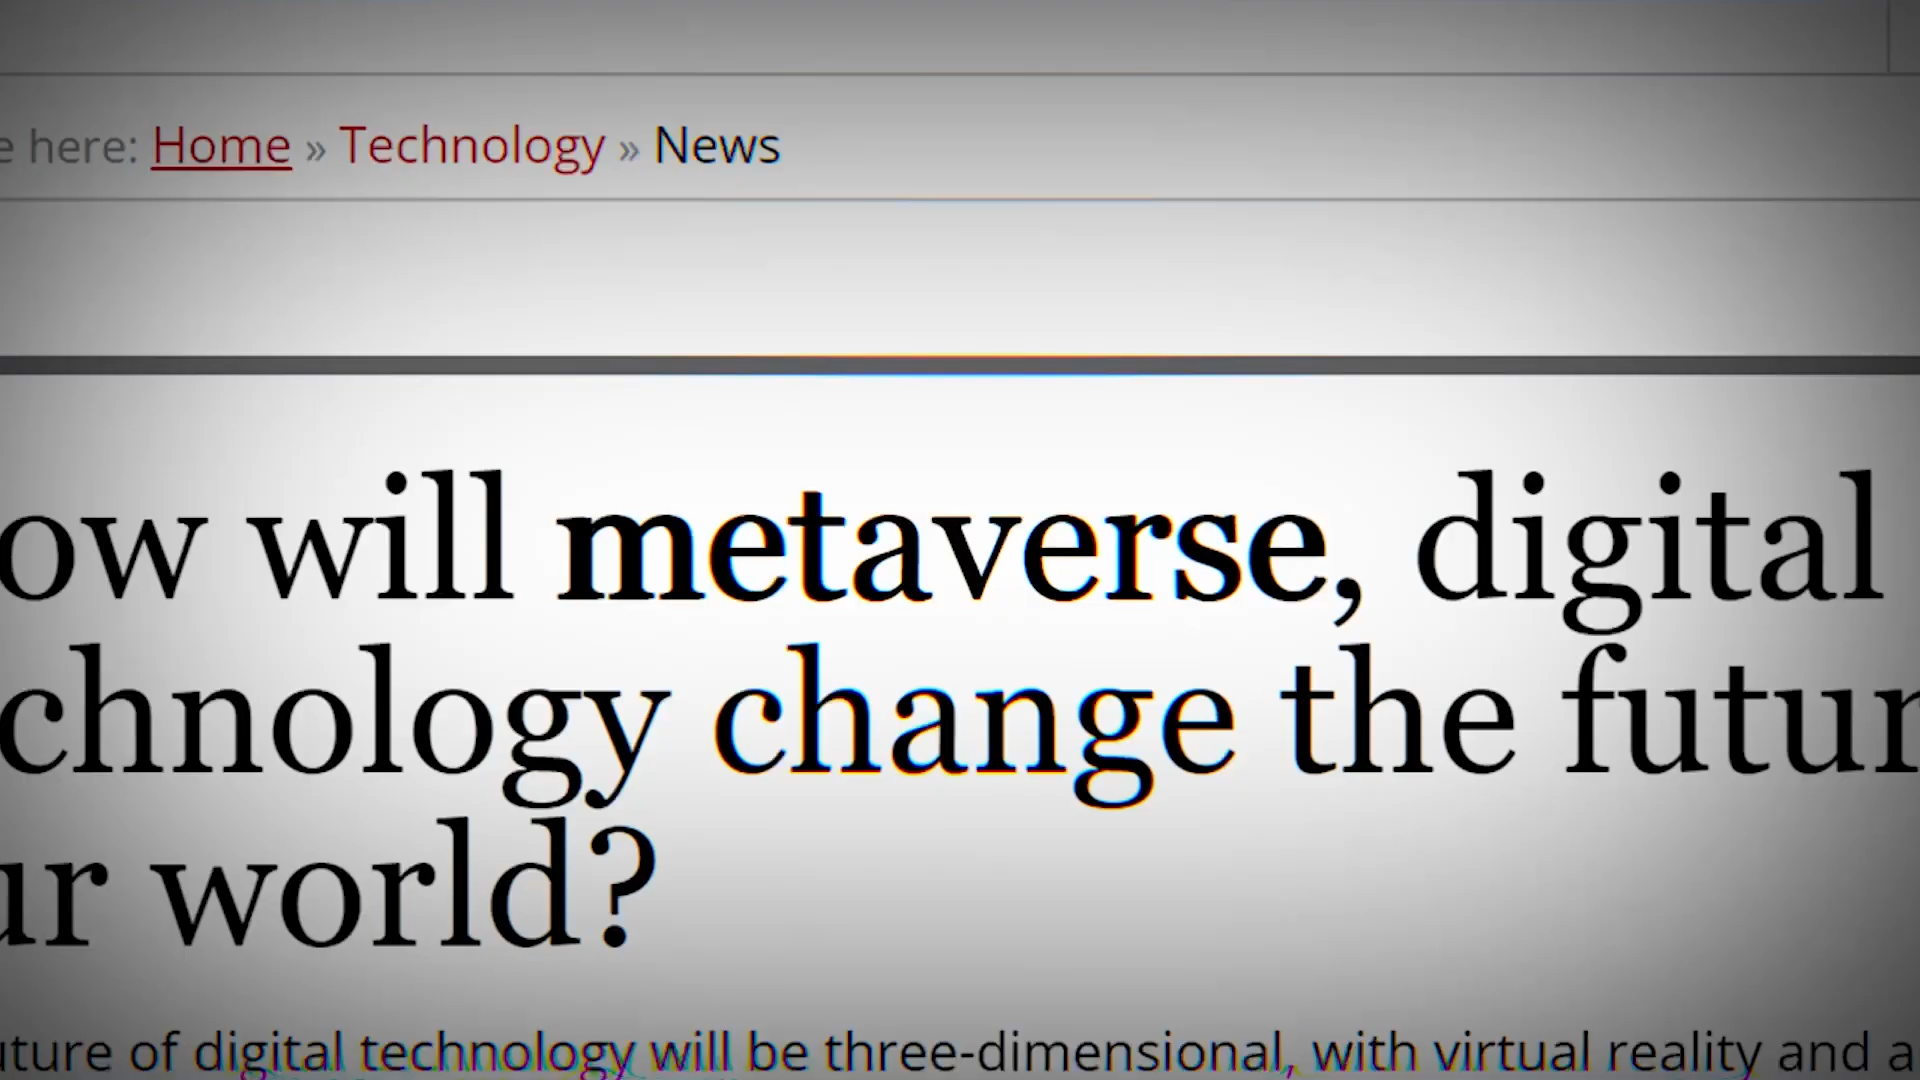 e here: Home » Technology » News
ow will metaverse, digital
chnology change the futur
ur world?
uture of digital technology will be three-dimensional, with virtual reality and a